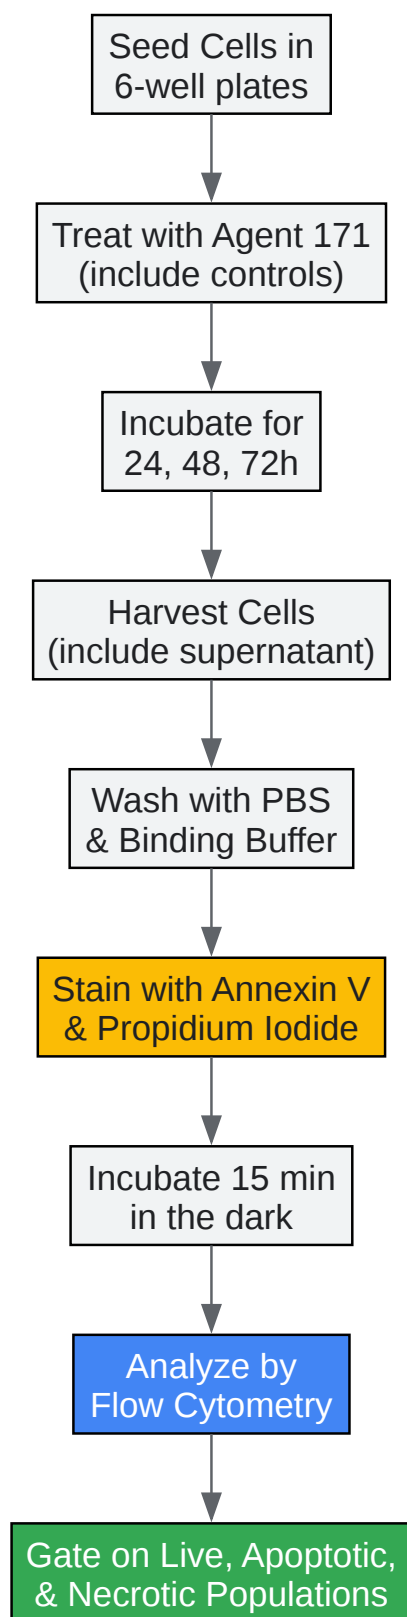 Seed Cells in
6-well plates
Treat with Agent 171
(include controls)
Incubate for
24, 48, 72h
Harvest Cells
(include supernatant)
Wash with PBS
& Binding Buffer
Stain with Annexin V
& Propidium Iodide
Incubate 15 min
in the dark
Analyze by
Flow Cytometry
Gate on Live, Apoptotic,
& Necrotic Populations